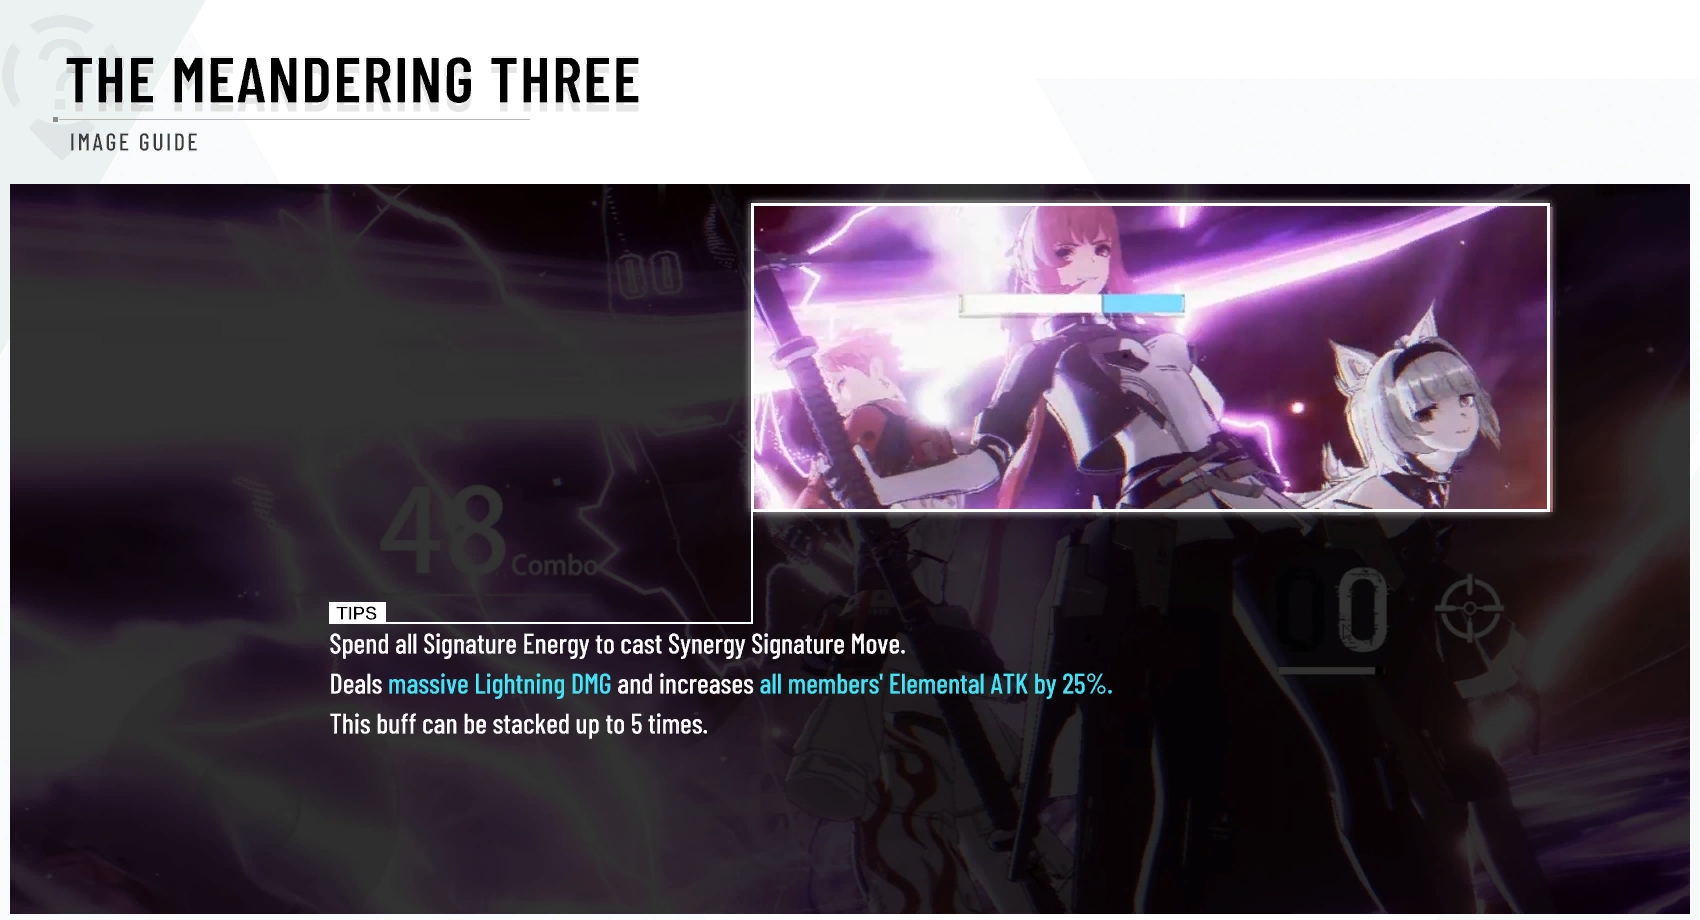 THE MEANDERING THREE
IMAGE GUIDE
00
48 Combo
00
TIPS
Spend all Signature Energy to cast Synergy Signature Move.
Deals massive Lightning DMG and increases all members' Elemental ATK by 25%.
This buff can be stacked up to 5 times.